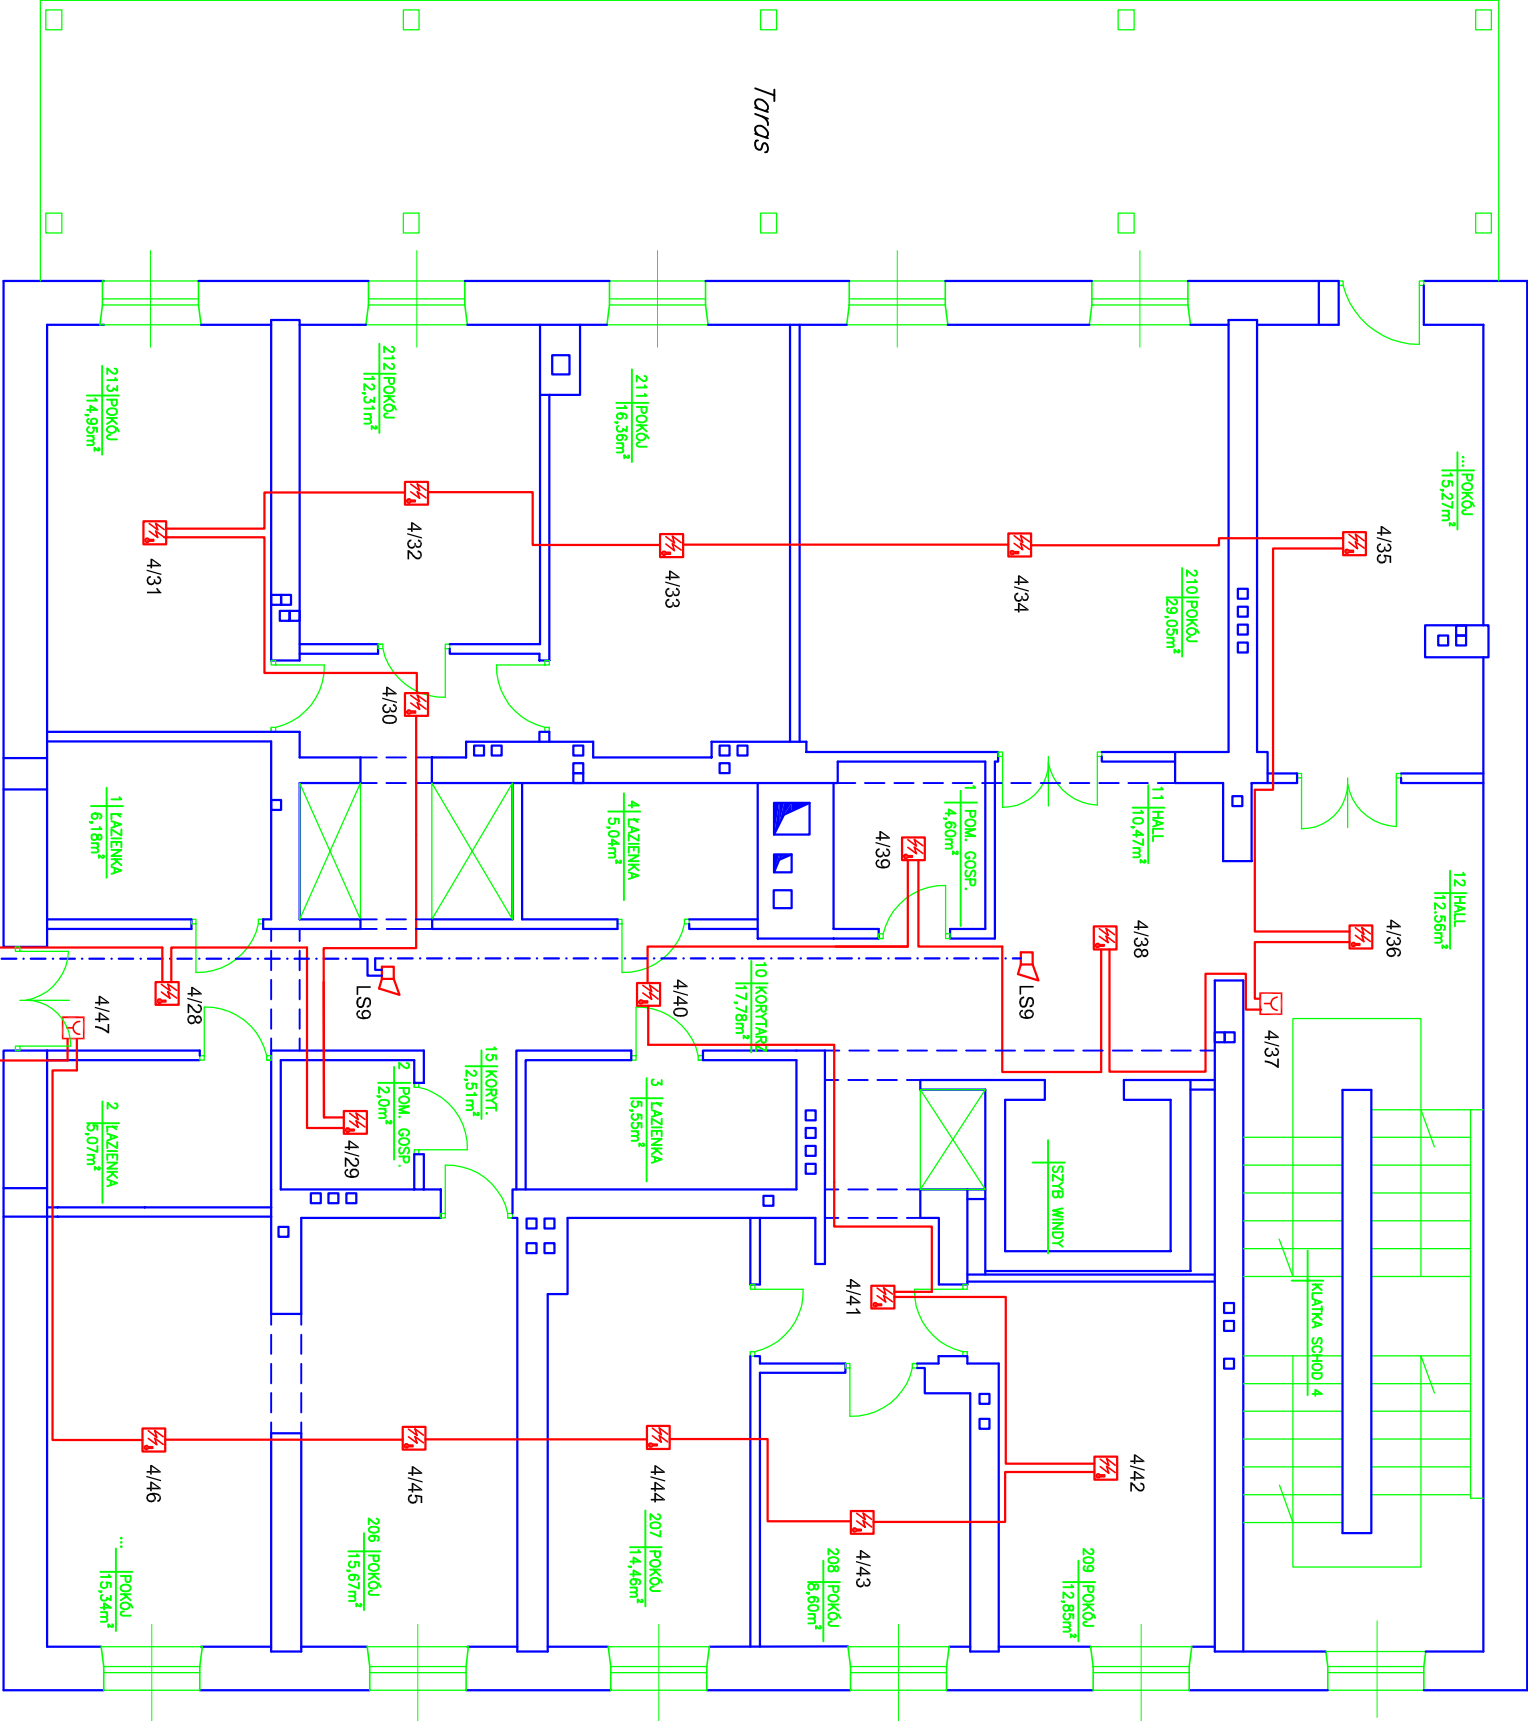 Taras
... POKÓJ
15,27m²
4/35
210 POKÓJ
29,05m²
4/34
211 POKÓJ
16,36m²
4/33
212 POKÓJ
12,31m²
4/32
213 POKÓJ
14,95m²
4/31
4/30
12 HALL
12.56m²
4/36
11 HALL
10,47m²
4/38
1 POM. GOSP.
4,60m²
4/39
4 ŁAZIENKA
5,04m²
1 ŁAZIENKA
6,18m²
4/37
LS9
10 KORYTARZ
17,78m²
4/40
LS9
4/28
4/47
15 KORYT.
2,51m²
2 POM. GOSP.
2,0m²
4/29
3 ŁAZIENKA
5,55m²
2 ŁAZIENKA
5,07m²
SZYB WINDY
KLATKA SCHOD 4
4/41
4/42
209 POKÓJ
12,85m²
4/43
208 POKÓJ
8,60m²
4/44
207 POKÓJ
14,46m²
4/45
206 POKÓJ
15,67m²
4/46
... POKÓJ
15,34m²